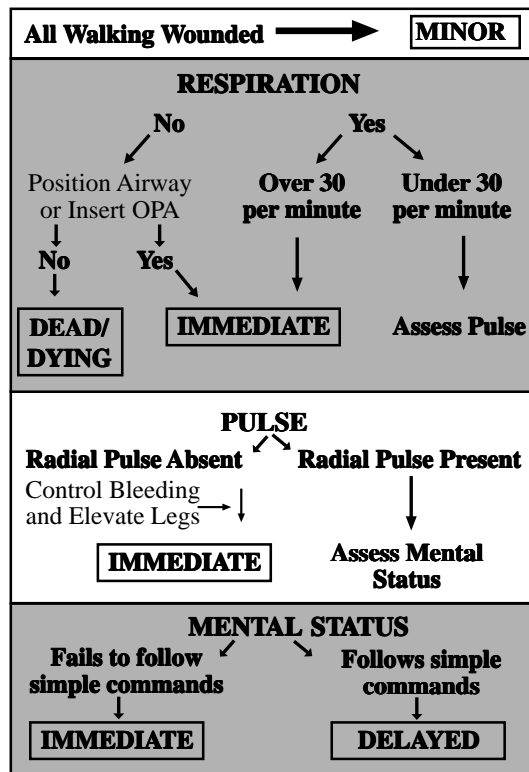 All Walking Wounded
MINOR
RESPIRATION
No
Yes
Position Airway
or Insert OPA
Over 30
per minute
Under 30
per minute
No
Yes
DEAD/
DYING
IMMEDIATE
Assess Pulse
PULSE
Radial Pulse Absent
Radial Pulse Present
Control Bleeding
and Elevate Legs
IMMEDIATE
Assess Mental
Status
MENTAL STATUS
Fails to follow
simple commands
Follows simple
commands
IMMEDIATE
DELAYED